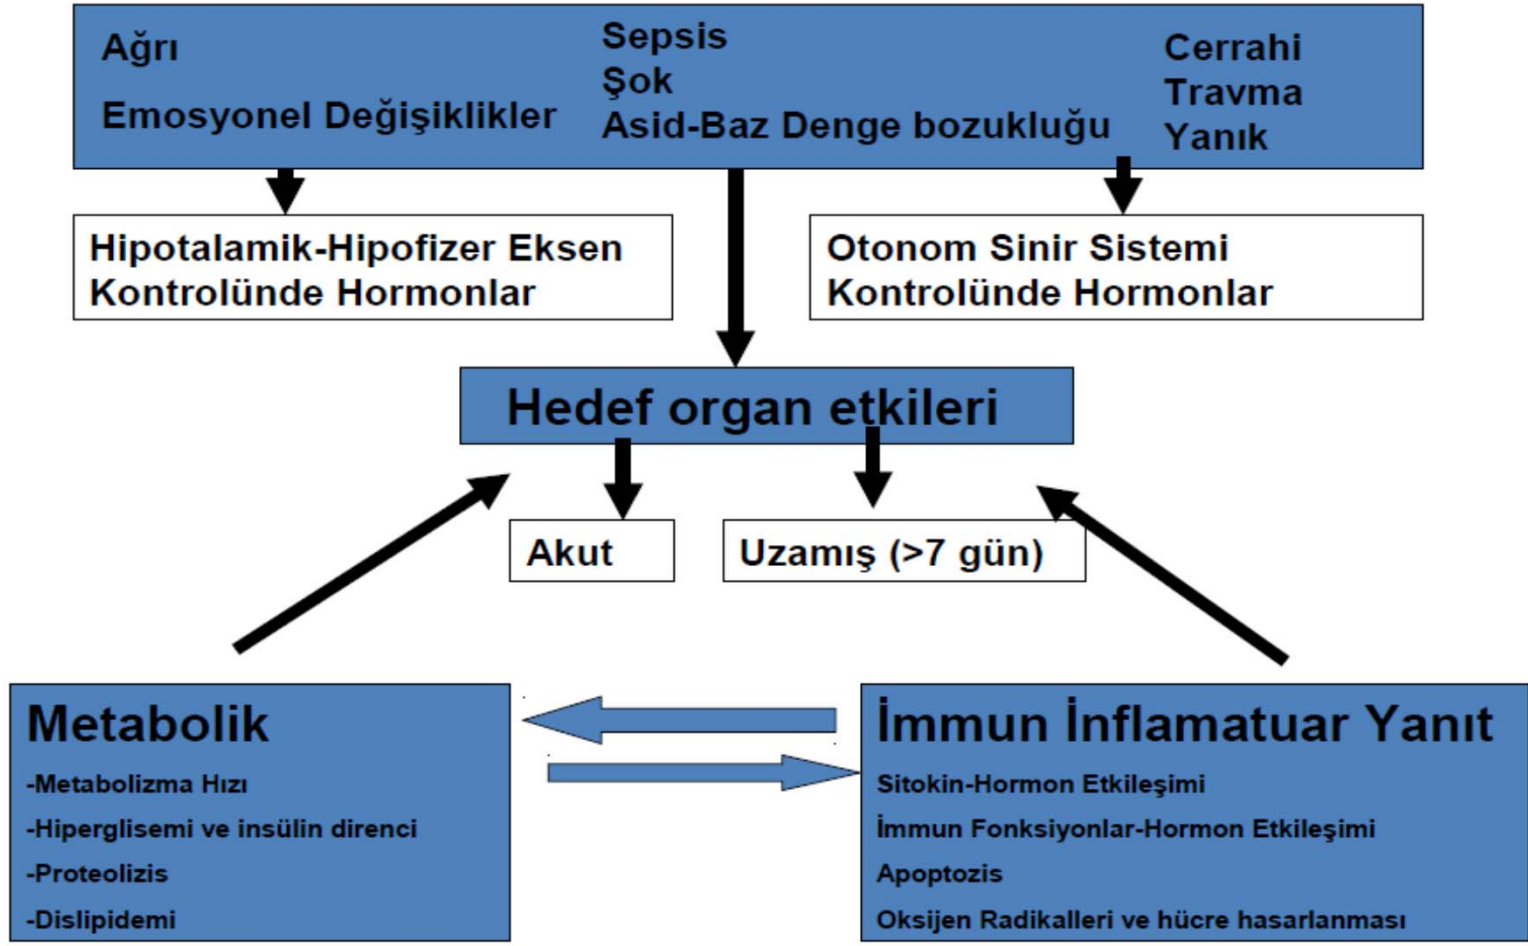 Ağrı
Emosyonel Değişiklikler
Sepsis
Şok
Asid-Baz Denge bozukluğu
Cerrahi
Travma
Yanık
Hipotalamik-Hipofizer Eksen
Kontrolünde Hormonlar
Otonom Sinir Sistemi
Kontrolünde Hormonlar
Hedef organ etkileri
Akut
Uzamış (>7 gün)
Metabolik
-Metabolizma Hızı
-Hiperglisemi ve insülin direnci
-Proteolizis
-Dislipidemi
İmmun İnflamatuar Yanıt
Sitokin-Hormon Etkileşimi
İmmun Fonksiyonlar-Hormon Etkileşimi
Apoptozis
Oksijen Radikalleri ve hücre hasarlanması